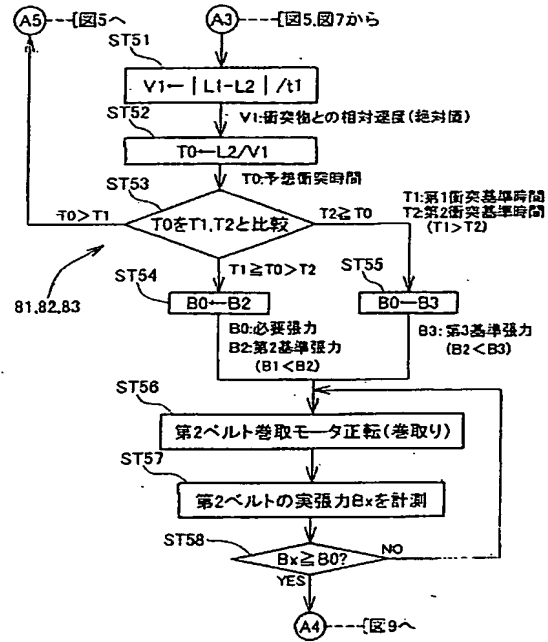 A5 ---[図5へ
A3 ---[図5,図7から
ST51
V1←|L1-L2|/t1
V1:衝突物との相対速度(絶対値)
ST52
T0←L2/V1
T0:予想衝突時間
ST53
T0をT1,T2と比較
T0>T1
T2≧T0
T1:第1衝突基準時間
T2:第2衝突基準時間
(T1>T2)
81,82,83
T1≧T0>T2
ST54
B0←B2
ST55
B0←B3
B0:必要張力
B2:第2基準張力
(B1<B2)
B3:第3基準張力
(B2<B3)
ST56
第2ベルト巻取モータ正転(巻取り)
ST57
第2ベルトの実張力Bxを計測
ST58
Bx≧B0?
NO
YES
A4 ---[図9へ